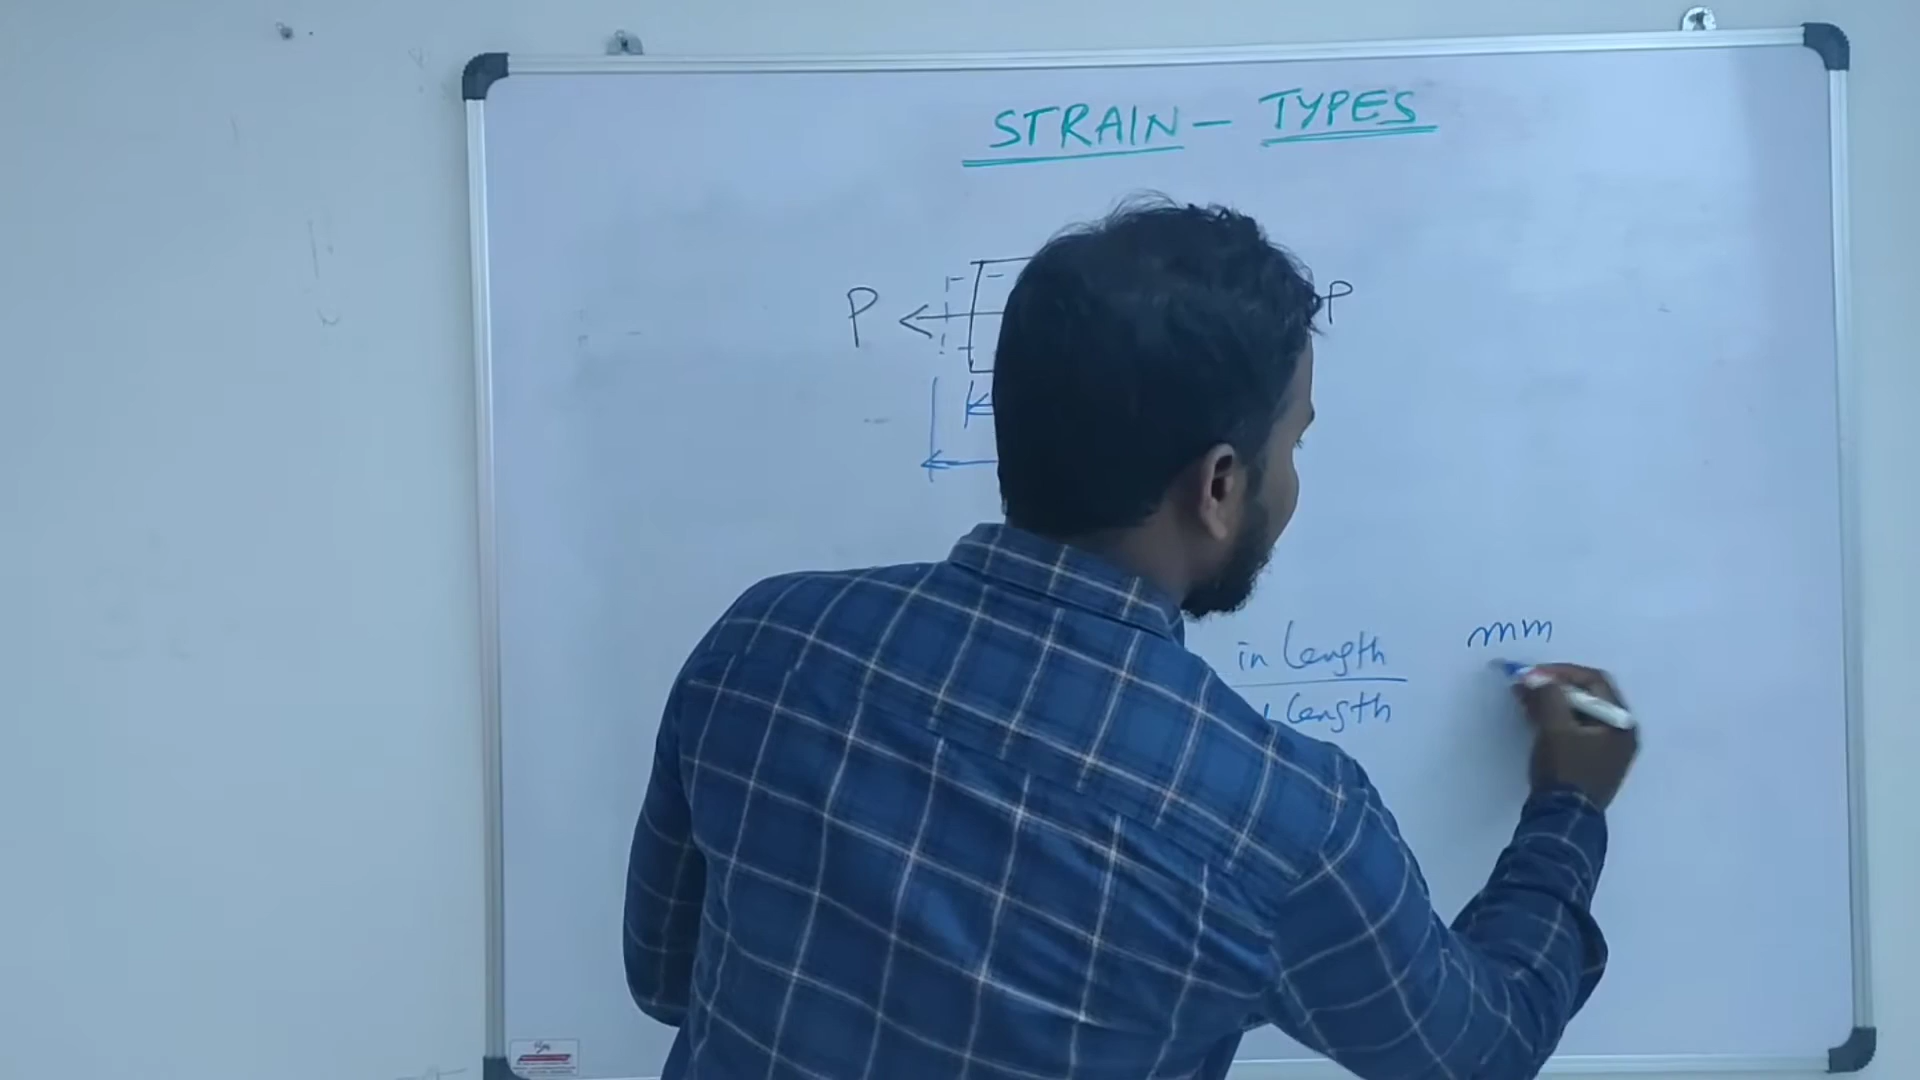 STRAIN - TYPES
P P
in length
length
mm